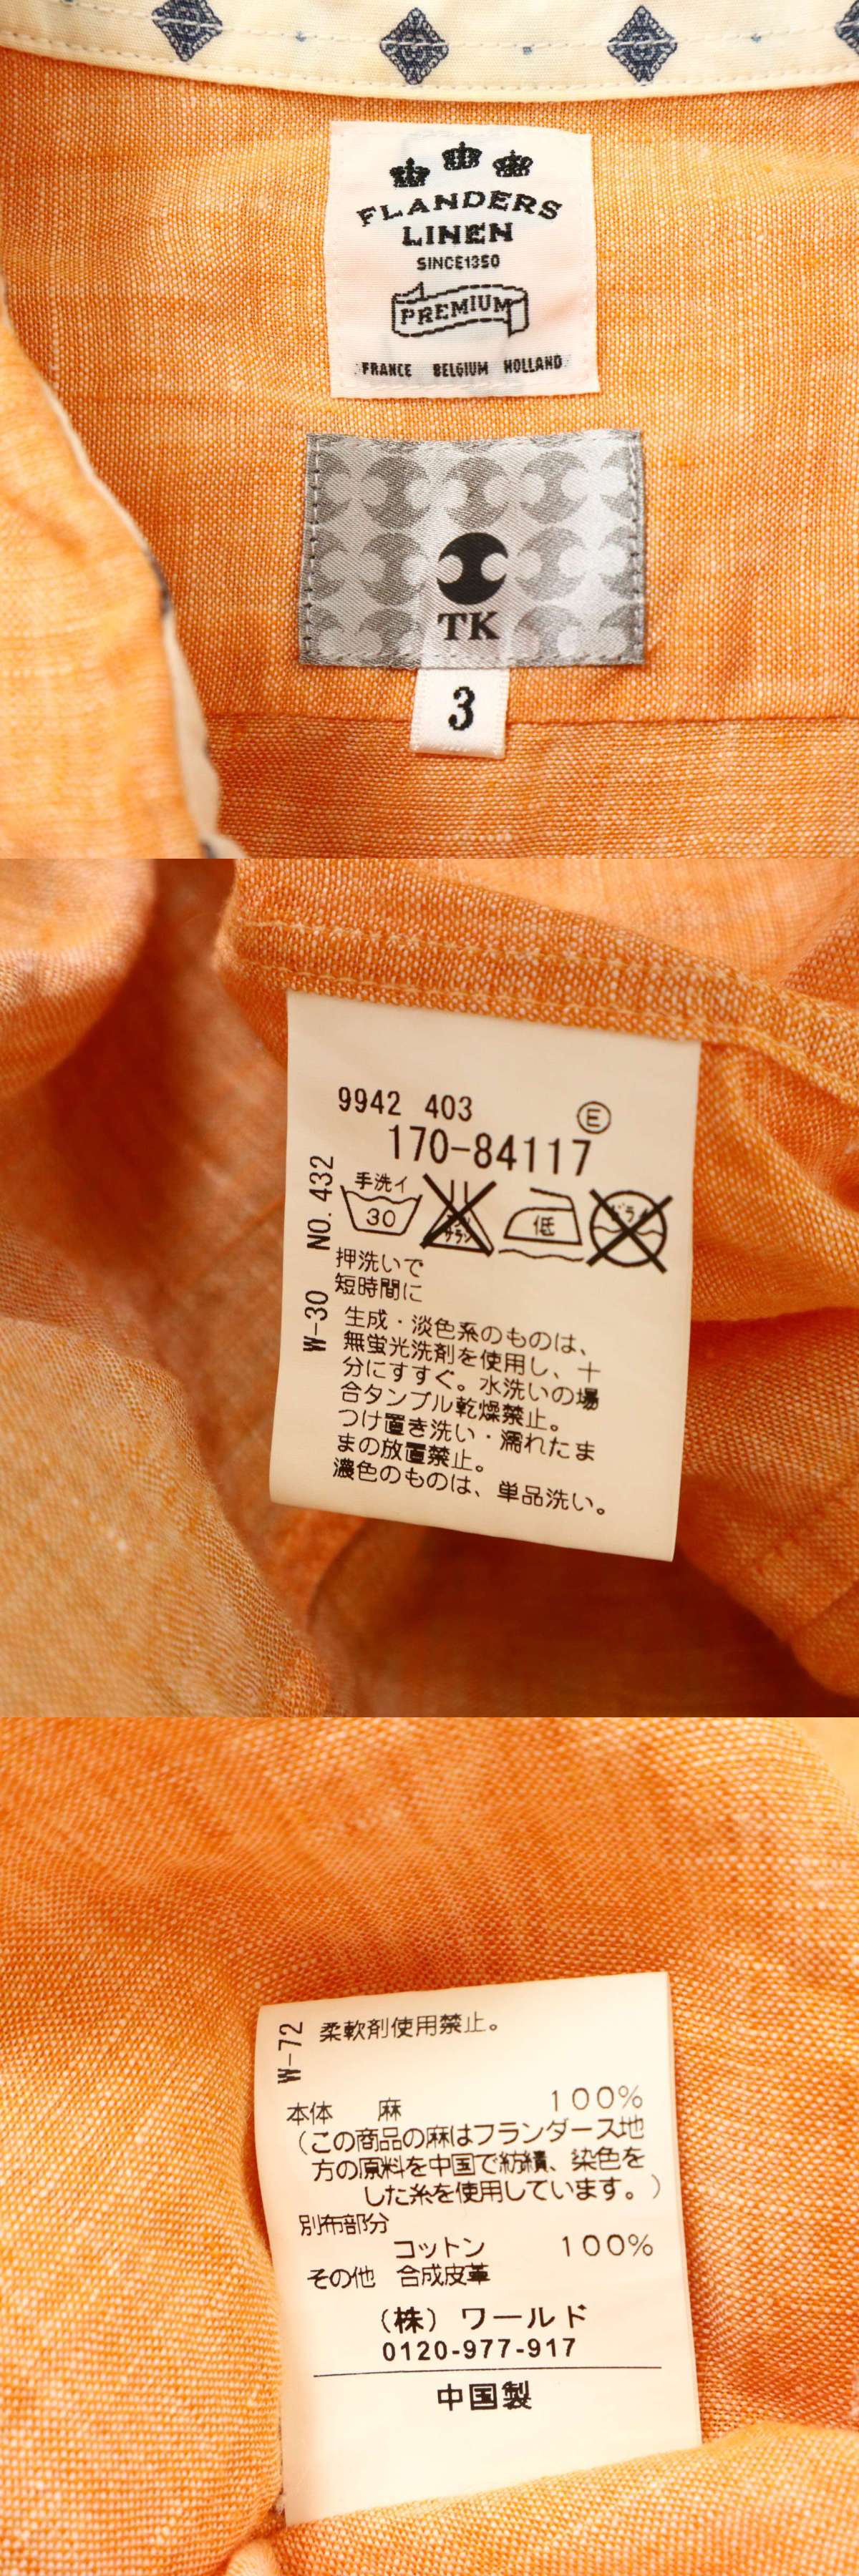 FLANDERS
LINEN
SINCE1350
PREMIUM
FRANCE BELGIUM HOLLAND
TK
3
9942 403 E
170-84117
NO. 432
W-30
手洗イ
30
低
押洗いで
短時間に
生成・淡色系のものは、
無蛍光洗剤を使用し、十
分にすすぐ。水洗いの場
合タンブル乾燥禁止。
つけ置き洗い・濡れたま
まの放置禁止。
濃色のものは、単品洗い。
W-72
柔軟剤使用禁止。
本体 麻 100%
(この商品の麻はフランダース地
方の原料を中国で紡績、染色を
した糸を使用しています。)
別布部分
コットン 100%
その他 合成皮革
(株)ワールド
0120-977-917
中国製